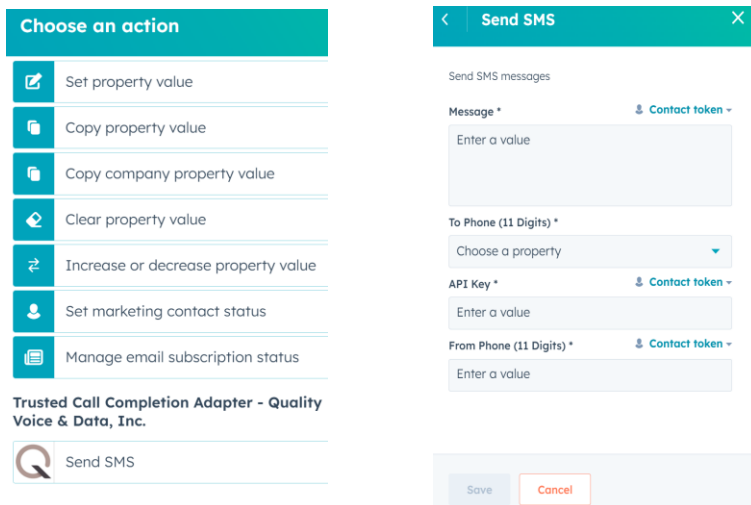 Choose an action
Set property value
Copy property value
Copy company property value
Clear property value
Increase or decrease property value
Set marketing contact status
Manage email subscription status
Trusted Call Completion Adapter - Quality
Voice & Data, Inc.
Send SMS
Send SMS
Send SMS messages
Message *
Contact token
Enter a value
To Phone (11 Digits) *
Choose a property
API Key *
Contact token
Enter a value
From Phone (11 Digits) *
Contact token
Enter a value
Save
Cancel